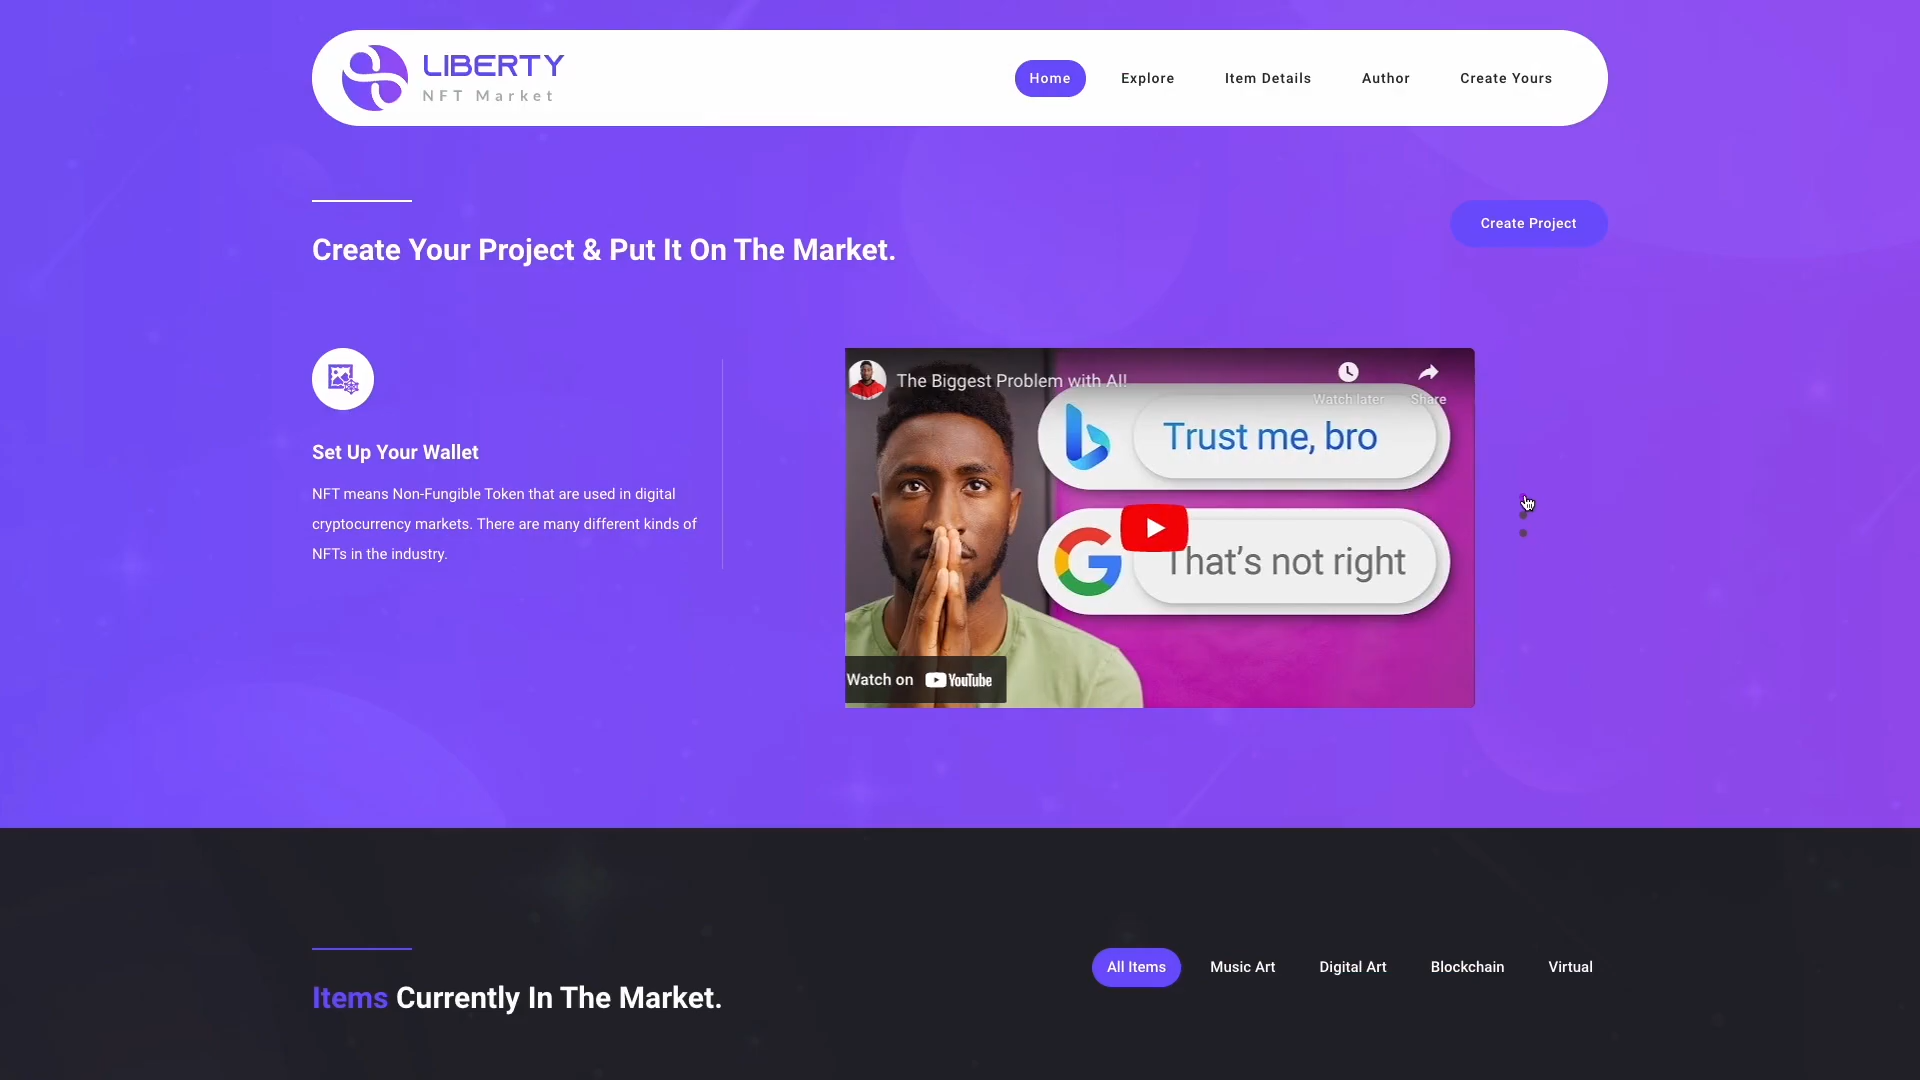 LIBERTY
NFT Market
Home
Explore
Item Details
Author
Create Yours
Create Your Project & Put It On The Market.
Create Project
Set Up Your Wallet
NFT means Non-Fungible Token that are used in digital
cryptocurrency markets. There are many different kinds of
NFTs in the industry.
The Biggest Problem with AI!
Watch later
Share
Trust me, bro
That's not right
Watch on YouTube
Items Currently In The Market.
All Items
Music Art
Digital Art
Blockchain
Virtual